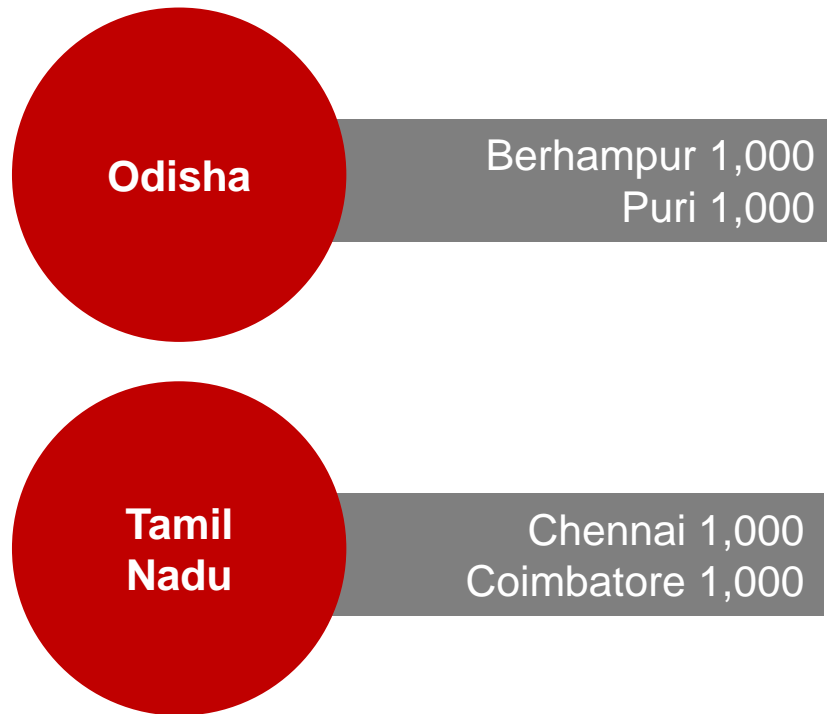 Odisha
Berhampur 1,000
Puri 1,000
Tamil
Nadu
Chennai 1,000
Coimbatore 1,000